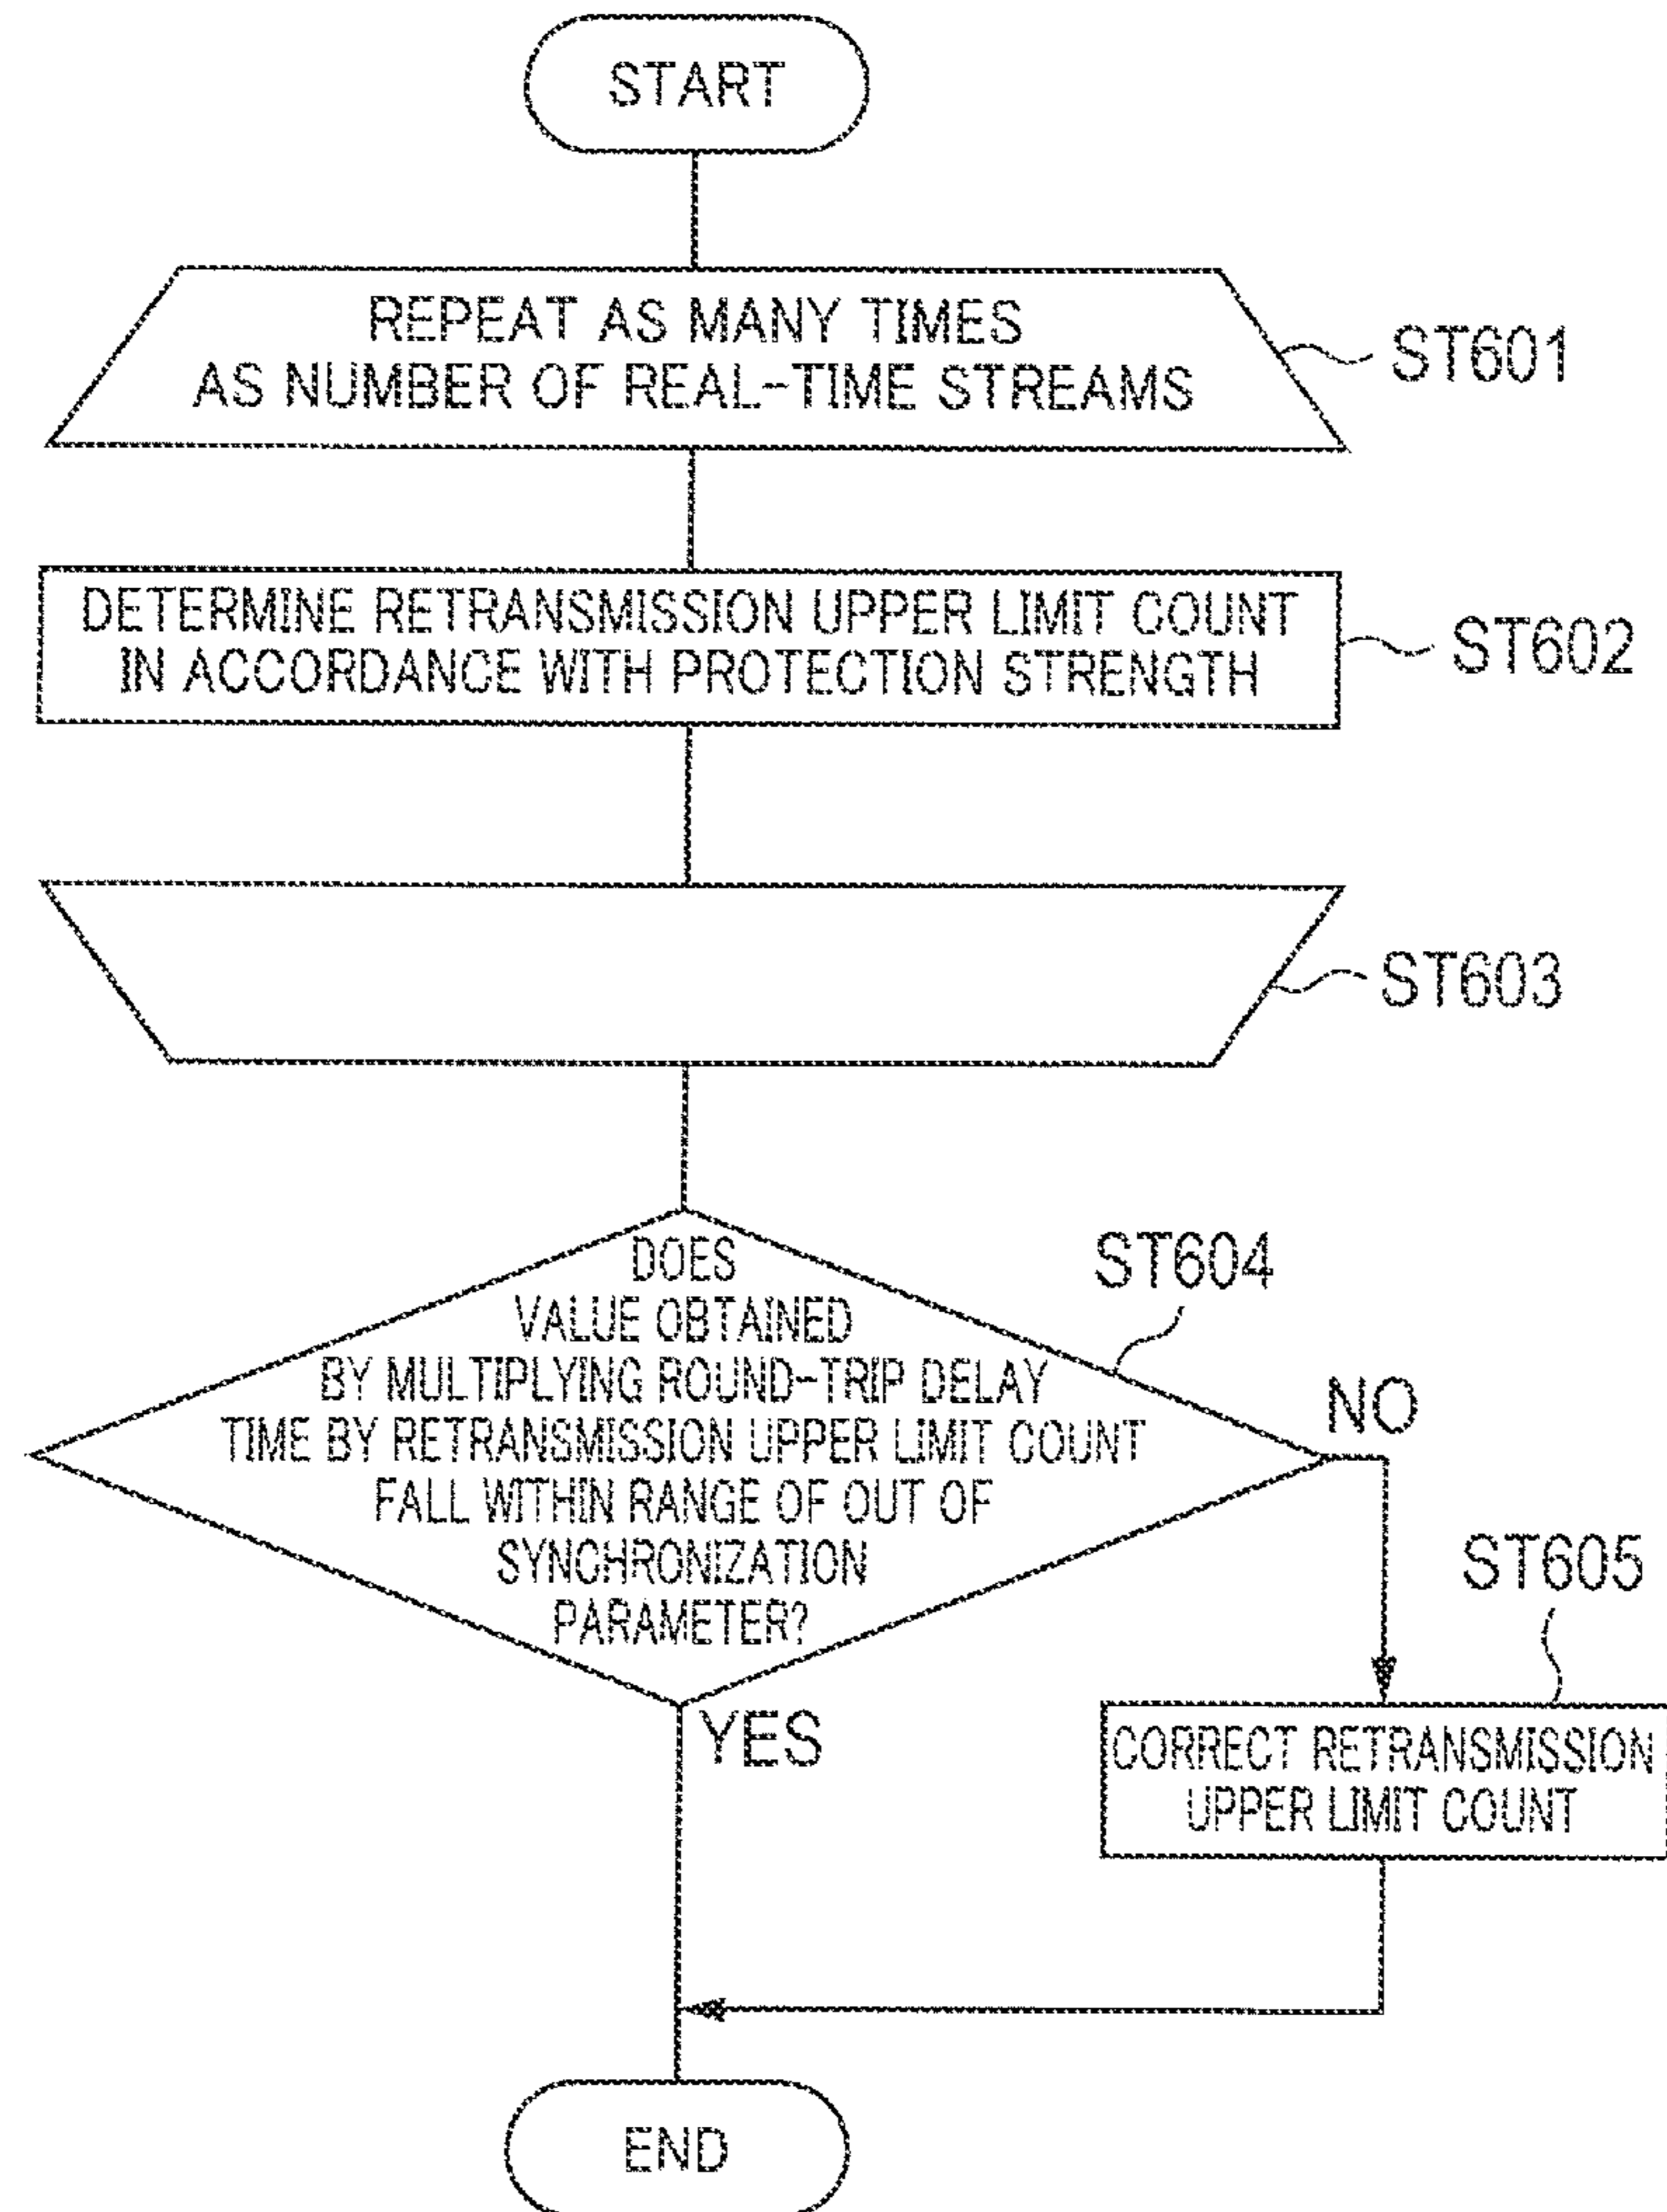 START
REPEAT AS MANY TIMES
AS NUMBER OF REAL-TIME STREAMS
ST601
DETERMINE RETRANSMISSION UPPER LIMIT COUNT
IN ACCORDANCE WITH PROTECTION STRENGTH
ST602
ST603
DOES
VALUE OBTAINED
BY MULTIPLYING ROUND-TRIP DELAY
TIME BY RETRANSMISSION UPPER LIMIT COUNT
FALL WITHIN RANGE OF OUT OF
SYNCHRONIZATION
PARAMETER?
ST604
NO
YES
ST605
CORRECT RETRANSMISSION
UPPER LIMIT COUNT
END